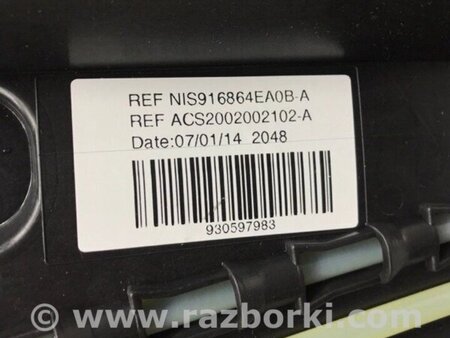 REF NIS916864EA0B-A
REF ACS2002002102-A
Date:07/01/14 2048
930597983
© www.razborki.com